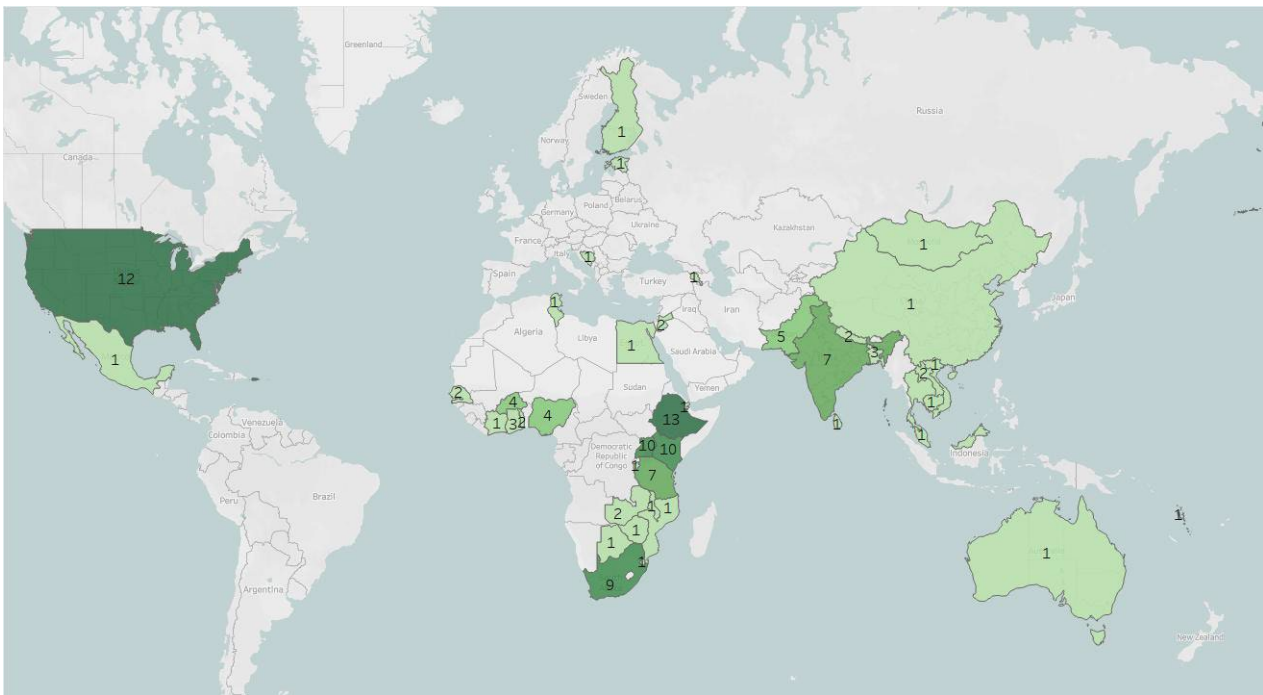 Greenland
Sweden
Russia
1
Norway
Canada
1
Poland
Belarus
Germany
Ukraine
Kazakhstan
France
1
Italy
1
12
Spain
Turkey
1
1
Japan
Iraq
Iran
1
Algeria
Libya
1
2
5
2
1
Saudi Arabia
7
3
1
2
Sudan
Yemen
2
4
1
1
3
2
4
13
1
1
1
Venezuela
Colombia
Democratic
Republic
of Congo
10
10
Indonesia
1
7
Peru
Brazil
2
1
1
1
1
1
1
1
9
Argentina
New Zealand